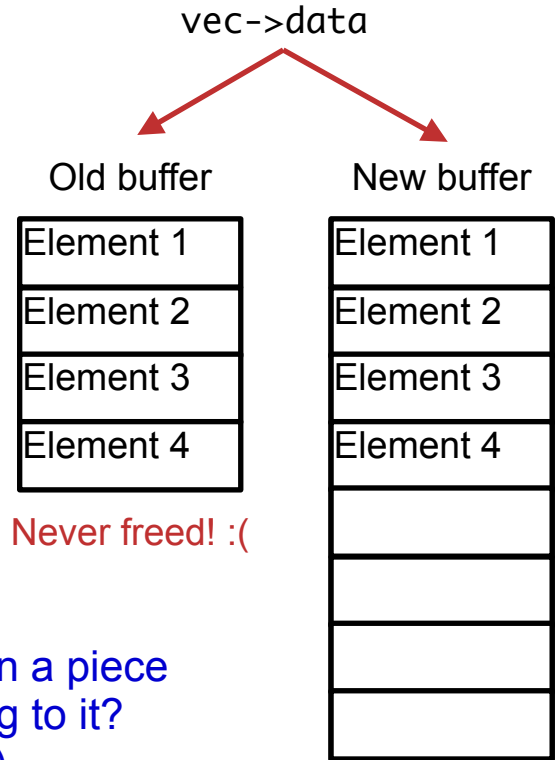 vec->data
Old buffer
New buffer
Element 1
Element 2
Element 3
Element 4
Never freed! :(
Element 1
Element 2
Element 3
Element 4
a piece
to it?